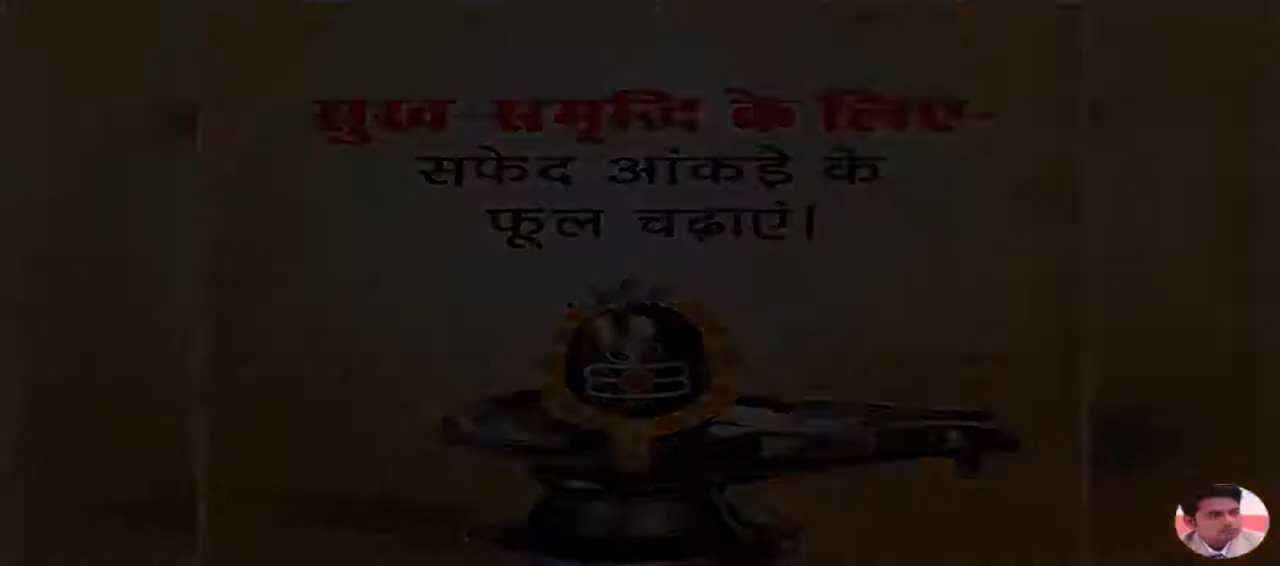 सुख-समृद्धि के लिए-
सफेद आंकड़े के
फूल चढ़ाएं।